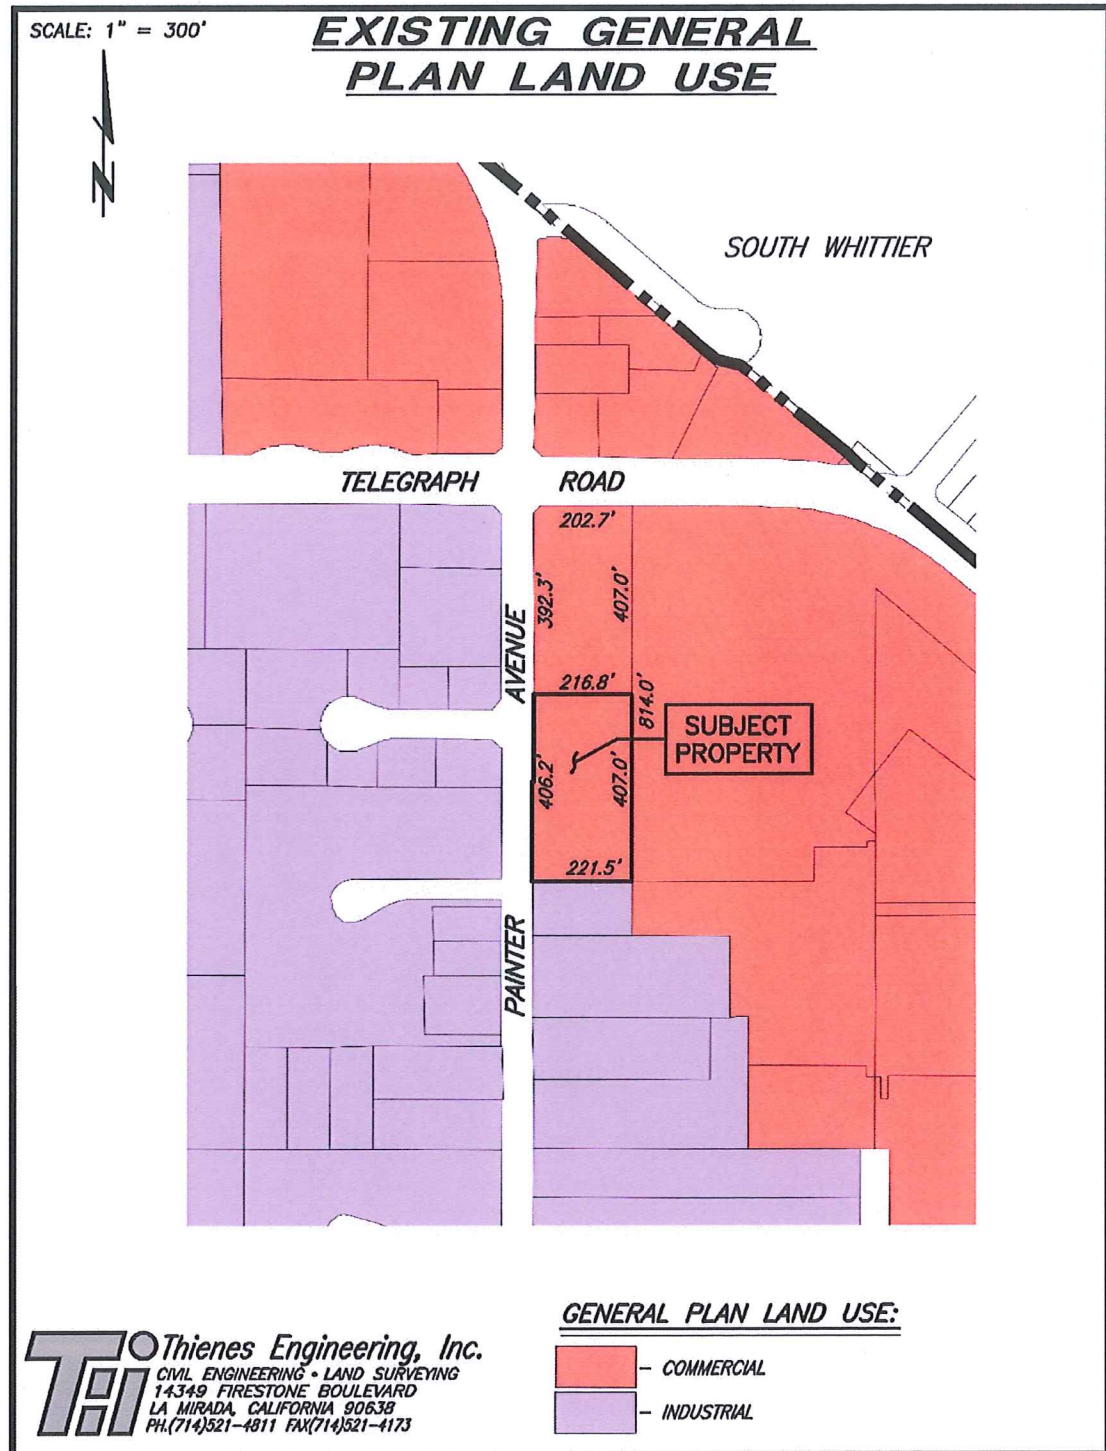 SCALE: 1" = 300'
EXISTING GENERAL
PLAN LAND USE
N
SOUTH WHITTIER
TELEGRAPH ROAD
202.7'
392.3'
407.0'
AVENUE
216.8'
814.0'
SUBJECT
PROPERTY
406.2'
407.0'
221.5'
PAINTER
GENERAL PLAN LAND USE:
- COMMERCIAL
- INDUSTRIAL
TEI
Thienes Engineering, Inc.
CIVIL ENGINEERING • LAND SURVEYING
14349 FIRESTONE BOULEVARD
LA MIRADA, CALIFORNIA 90638
PH.(714)521-4811 FAX(714)521-4173